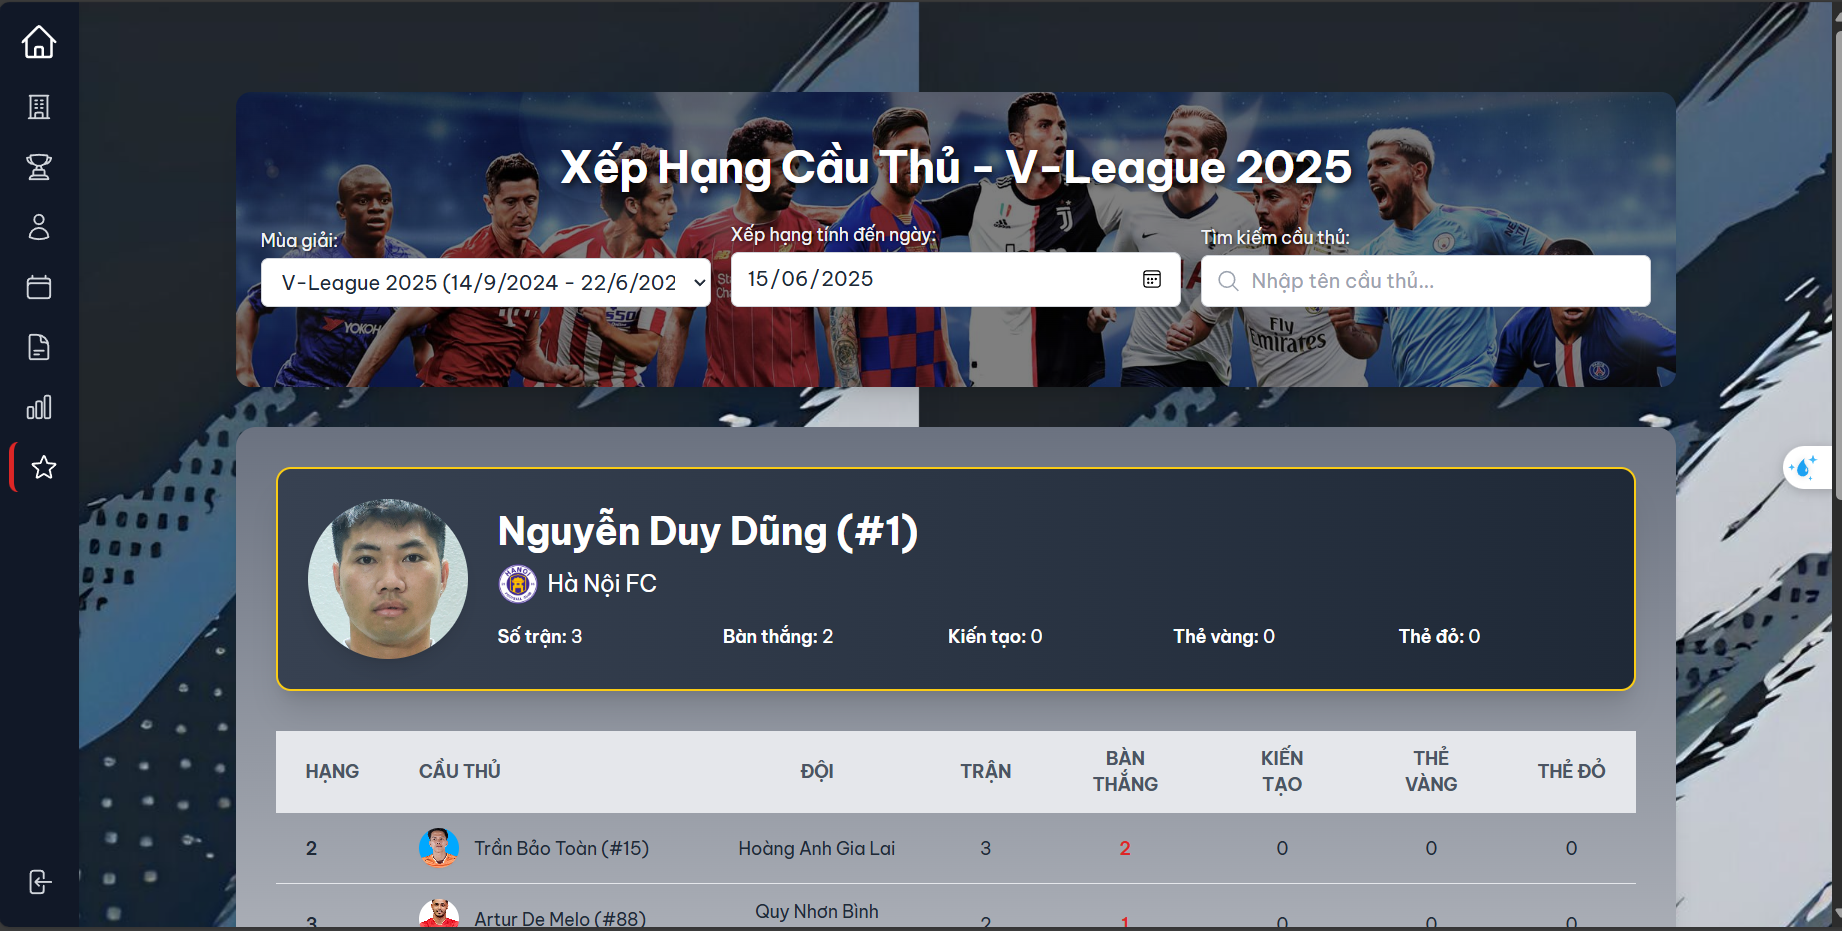 Xếp Hạng Cầu Thủ - V-League 2025
Mùa giải:
V-League 2025 (14/9/2024 - 22/6/202
Xếp hạng tính đến ngày:
15/06/2025
Tìm kiếm cầu thủ:
Nhập tên cầu thủ...
YOKOH
Fly
Emirates
Nguyễn Duy Dũng (#1)
HANOI
Hà Nội FC
Số trận: 3
Bàn thắng: 2
Kiến tạo: 0
Thẻ vàng: 0
Thẻ đỏ: 0
HẠNG CẦU THỦ ĐỘI TRẬN BÀN THẮNG KIẾN TẠO THẺ VÀNG THẺ ĐỎ
2 Trần Bảo Toàn (#15) Hoàng Anh Gia Lai 3 2 0 0 0
3 Artur De Melo (#88) Quy Nhơn Bình 2 1 0 0 0